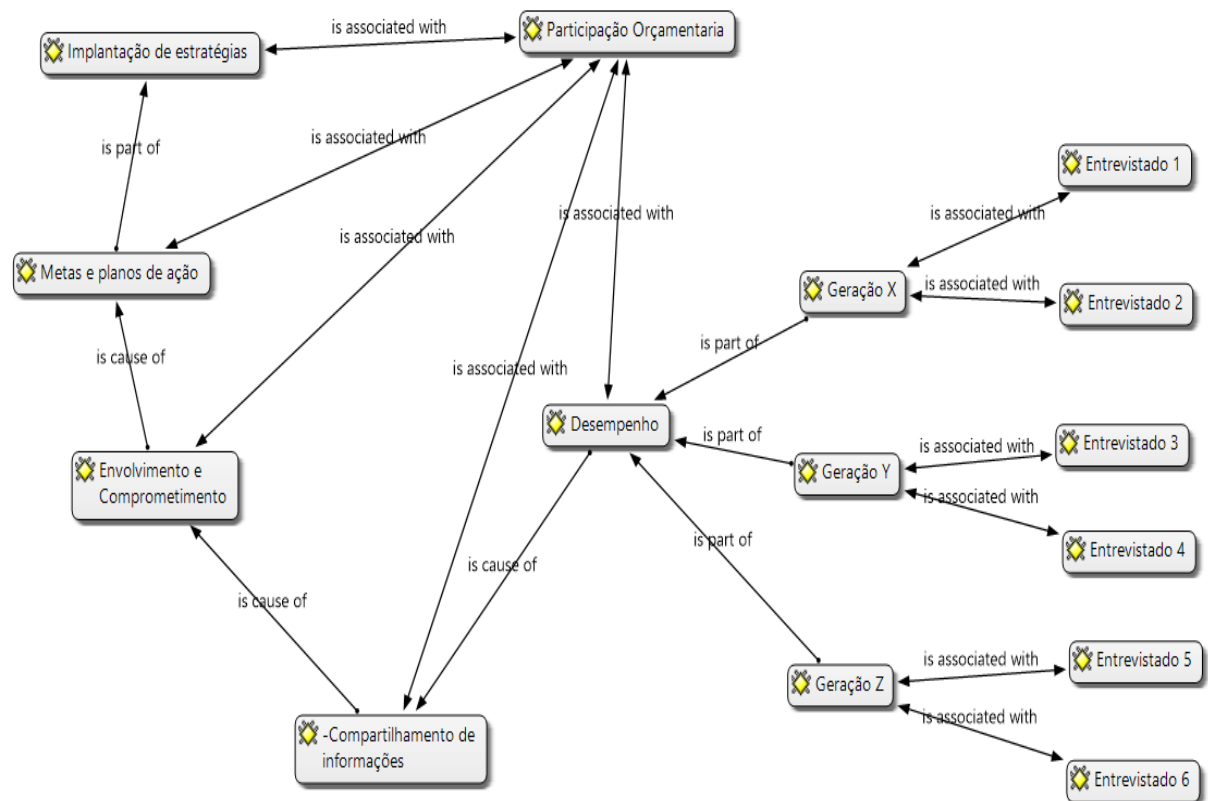 is associated with
Participação Orçamentaria
Implantação de estratégias
is part of
is associated with
Entrevistado 1
is associated with
is associated with
is associated with
Metas e planos de ação
Geração X
is associated with
Entrevistado 2
is cause of
is part of
is associated with
Desempenho
is part of
is associated with
Entrevistado 3
Envolvimento e
Comprometimento
Geração Y
is associated with
Entrevistado 4
is part of
is cause of
is cause of
is associated with
Entrevistado 5
Geração Z
is associated with
-Compartilhamento de
informações
Entrevistado 6